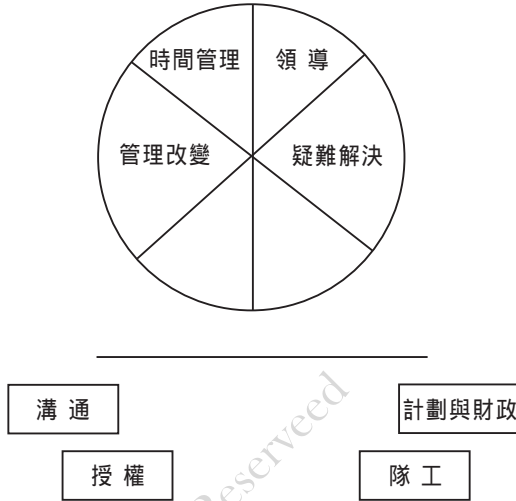 時間管理 領導
管理改變 疑難解決
溝通 計劃與財政
授權 隊工
Reserveed